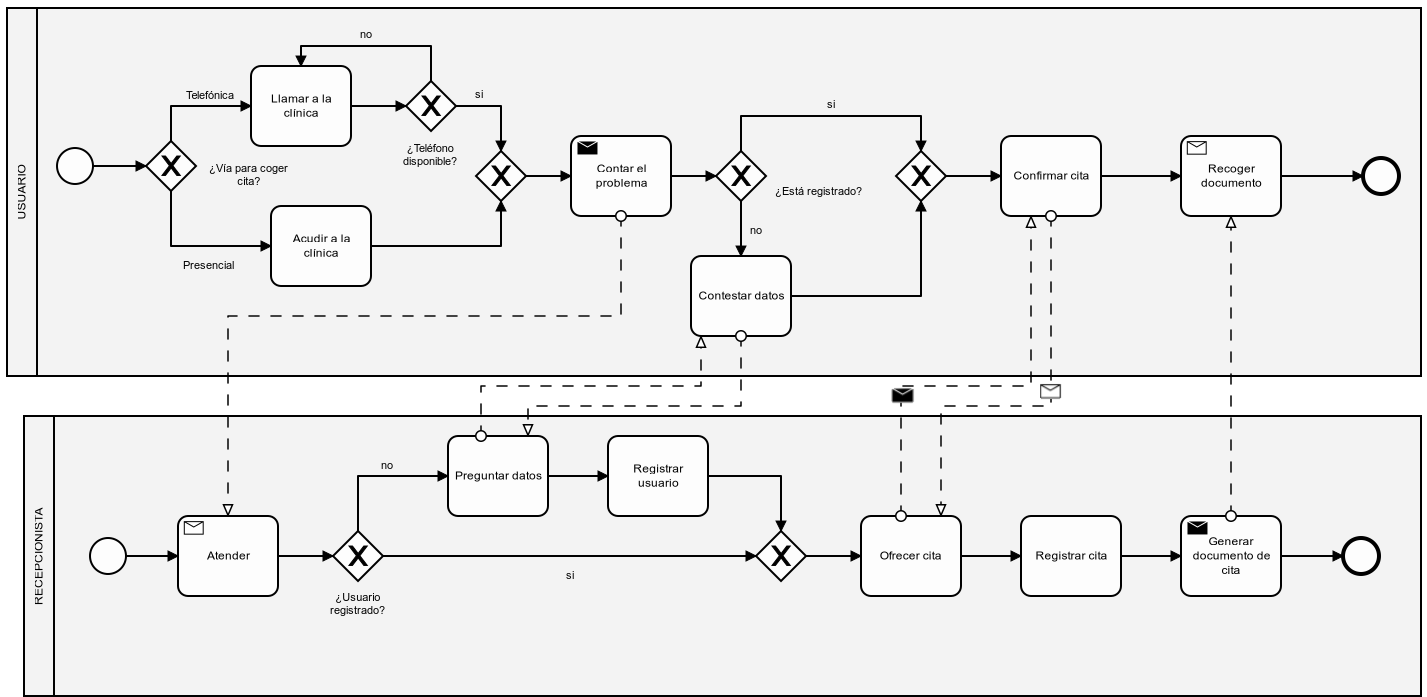 USUARIO
no
Telefónica
Llamar a la
clínica
si
¿Teléfono
disponible?
¿Vía para coger
cita?
Acudir a la
clínica
Presencial
Contar el
problema
si
¿Está registrado?
no
Contestar datos
Confirmar cita
Recoger
documento
RECEPCIONISTA
Atender
¿Usuario
registrado?
no
Preguntar datos
Registrar
usuario
si
Ofrecer cita
Registrar cita
Generar
documento de
cita